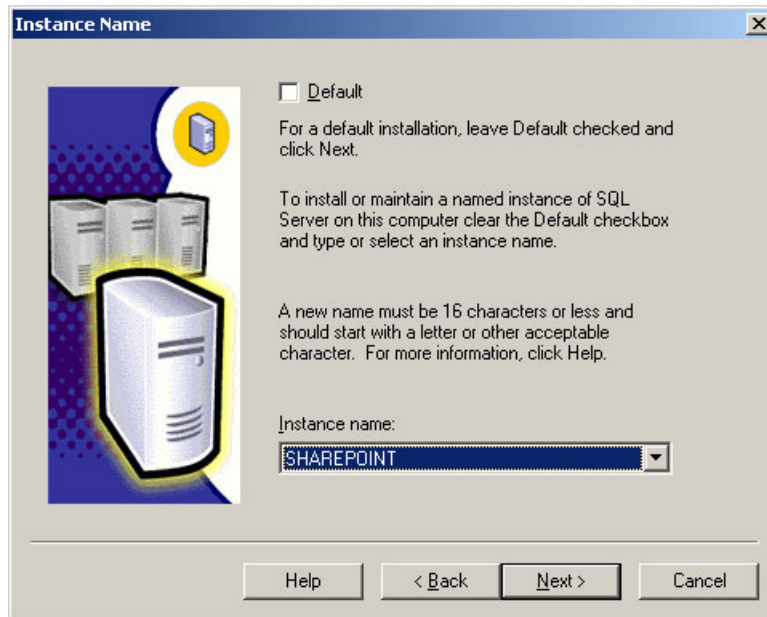 Instance Name
Default
For a default installation, leave Default checked and
click Next.
To install or maintain a named instance of SQL
Server on this computer clear the Default checkbox
and type or select an instance name.
A new name must be 16 characters or less and
should start with a letter or other acceptable
character.  For more information, click Help.
Instance name:
SHAREPOINT
Help
< Back
Next >
Cancel